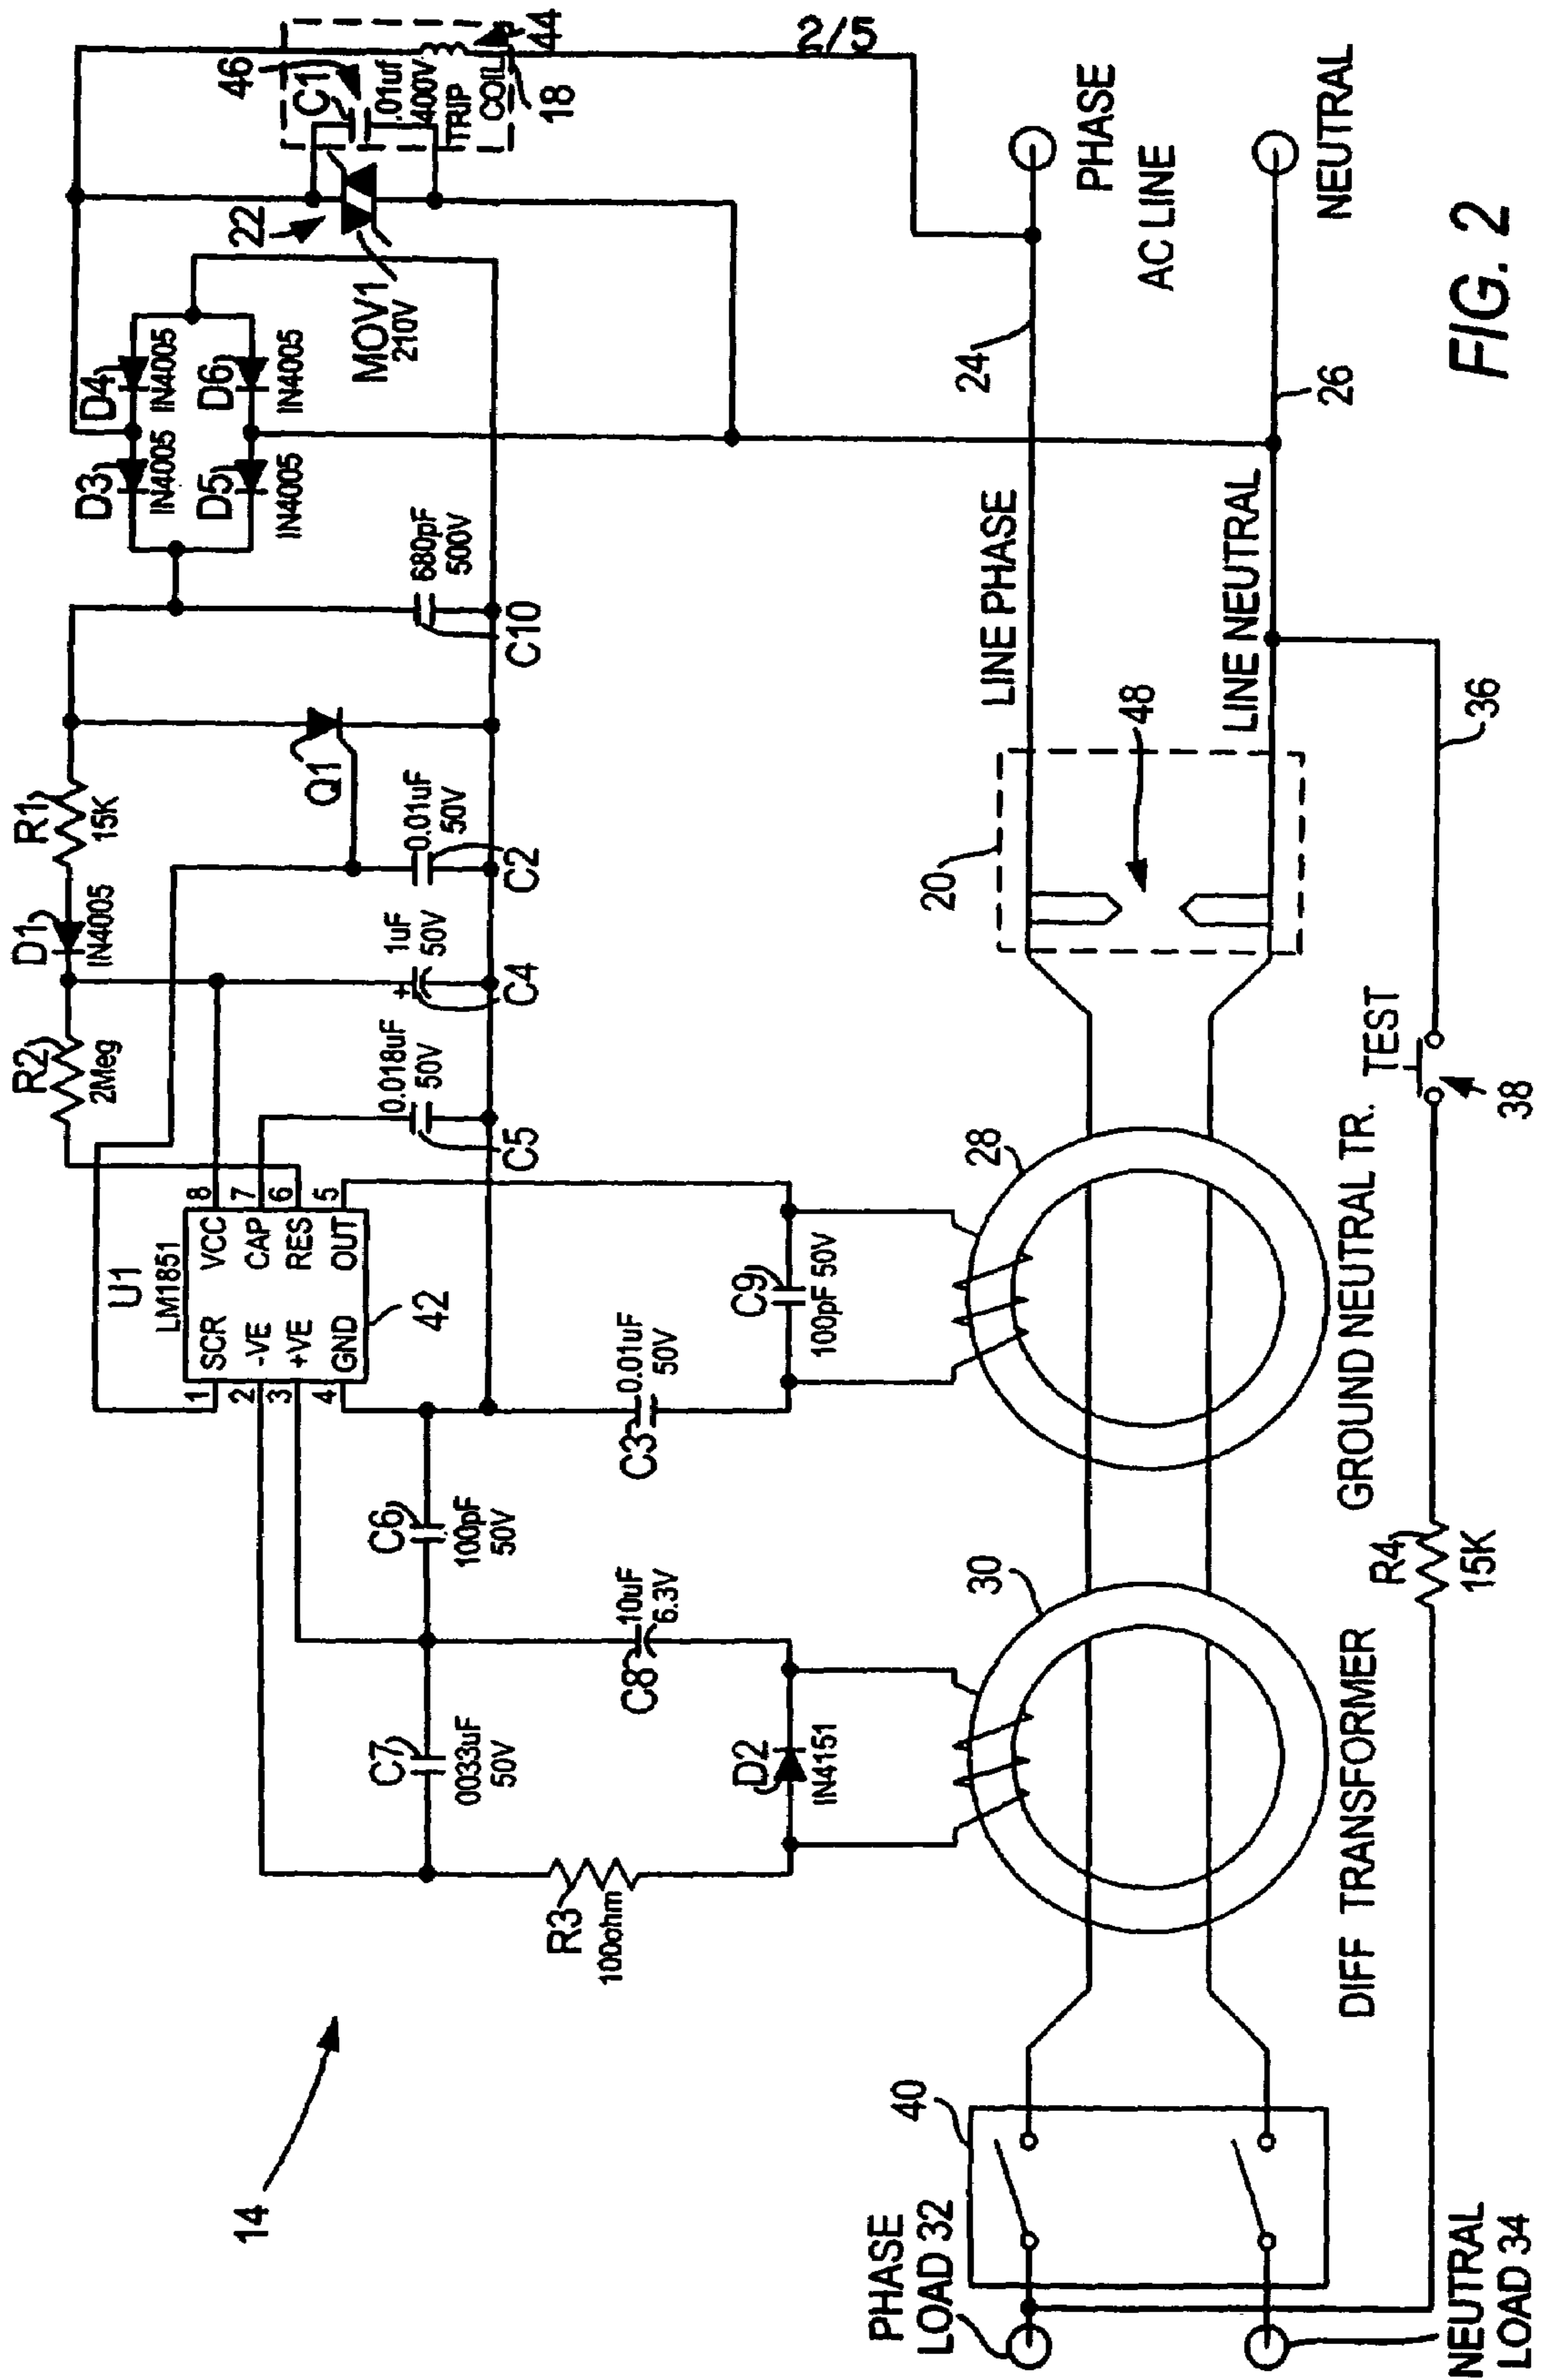 2/5
14
U1
LM1851
1
SCR
2
-VE
3
+VE
4
GND
VCC
8
CAP
7
RES
6
OUT
5
42
R2
2Meg
D1
IN4005
R1
15K
Q1
D3
IN4005
D4
IN4005
D5
IN4005
D6
IN4005
22
MOV1
210V
46
C1
.01uf
400V
TRIP
COIL
44
18
C5
0.018uF
50V
C4
+
1uF
50V
C2
0.01uF
50V
C10
680pF
500V
C7
0033uF
50V
C6
100pF
50V
C8
10uF
6.3V
C3
0.01uF
50V
R3
100ohm
D2
IN4151
C9
100pF 50V
PHASE
LOAD 32
40
30
28
20
48
LINE PHASE
24
PHASE
AC LINE
LINE NEUTRAL
26
NEUTRAL
NEUTRAL
LOAD 34
DIFF TRANSFORMER
GROUND NEUTRAL TR.
R4
15K
TEST
38
36
FIG. 2